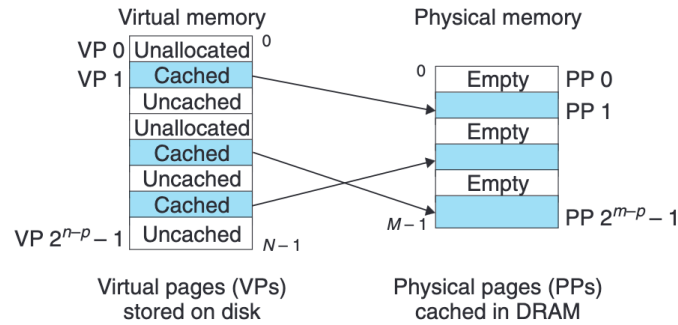 Virtual memory
Physical memory
VP 0 Unallocated 0
VP 1 Cached
Uncached
Unallocated
Cached
Uncached
Cached
VP 2^{n–p} – 1 Uncached N – 1
0 Empty PP 0
PP 1
Empty
Empty
M – 1 PP 2^{m–p} – 1
Virtual pages (VPs)
stored on disk
Physical pages (PPs)
cached in DRAM